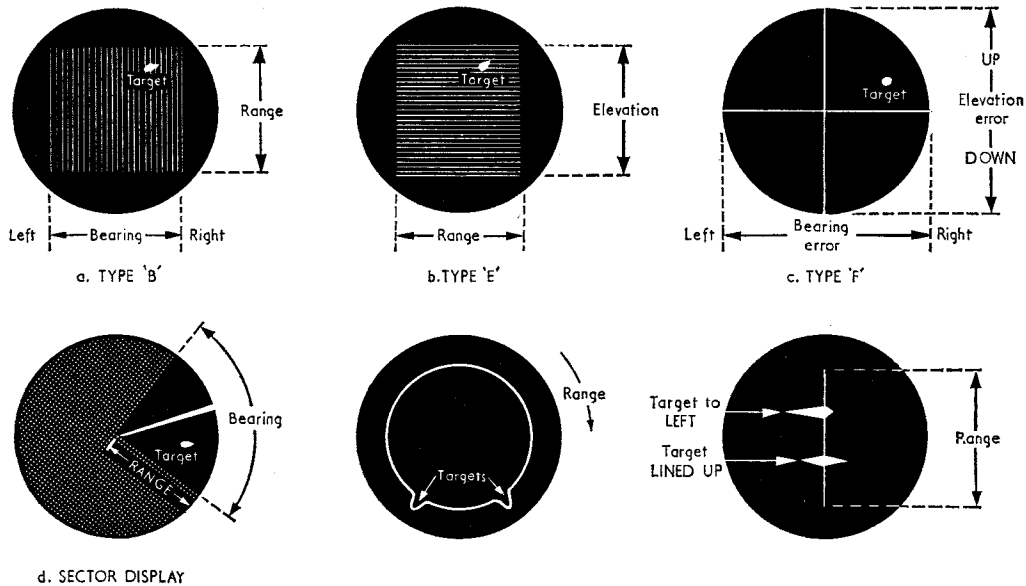 Target
Range
Left
Bearing
Right
a. TYPE 'B'
Target
Elevation
Range
b.TYPE 'E'
Target
UP
Elevation
error
DOWN
Left
Bearing
error
Right
c. TYPE 'F'
Bearing
Target
RANGE
d. SECTOR DISPLAY
Range
Targets
Target to
LEFT
Target
LINED UP
Range